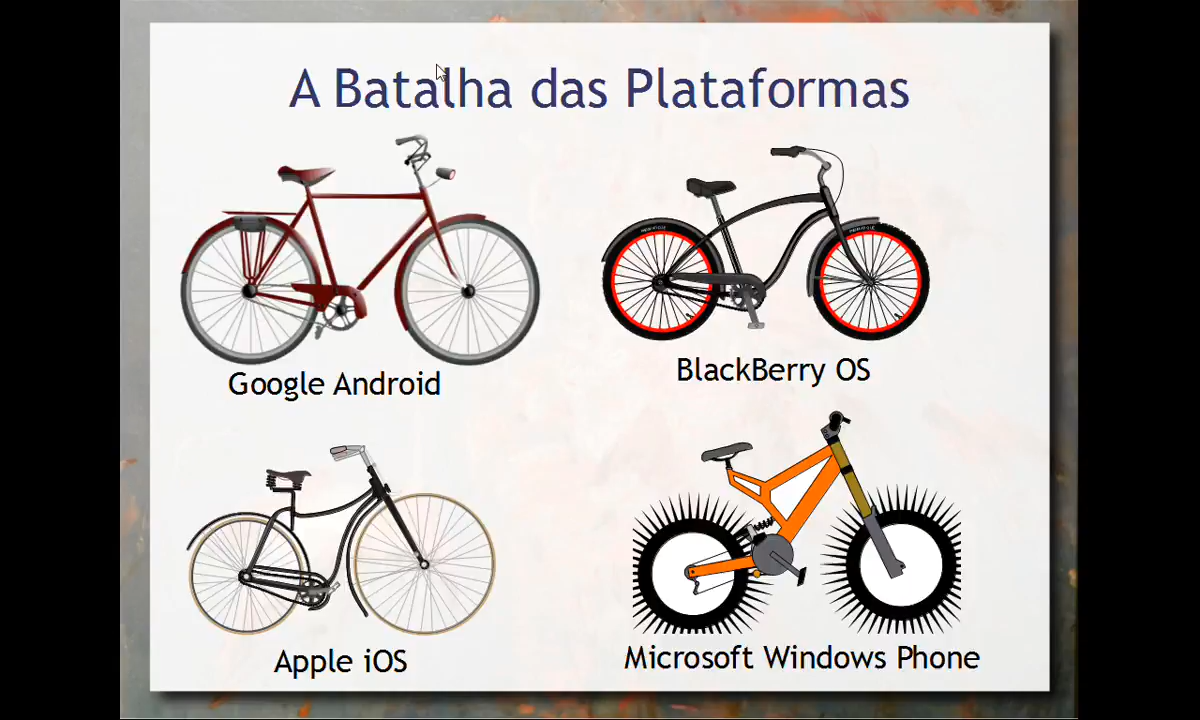 A Batalha das Plataformas
Google Android
BlackBerry OS
Apple iOS
Microsoft Windows Phone